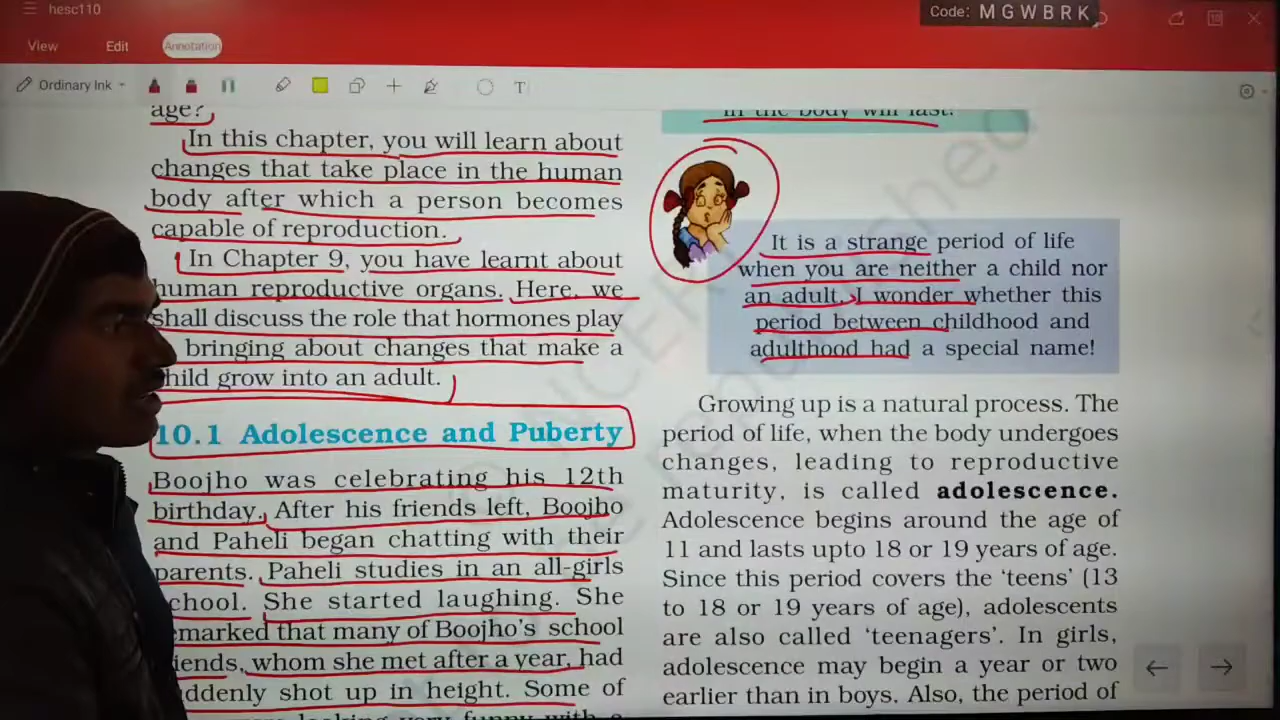 hesc110
Code: MGWBRK
View Edit Annotation
Ordinary Ink
T
age?
In this chapter, you will learn about
changes that take place in the human
body after which a person becomes
capable of reproduction.
In Chapter 9, you have learnt about
human reproductive organs. Here, we
shall discuss the role that hormones play
bringing about changes that make a
child grow into an adult.
10.1 Adolescence and Puberty
Boojho was celebrating his 12th
birthday. After his friends left, Boojho
and Paheli began chatting with their
parents. Paheli studies in an all-girls
chool. She started laughing. She
emarked that many of Boojho's school
iends, whom she met after a year, had
uddenly shot up in height. Some of
in the body will last.
It is a strange period of life
when you are neither a child nor
an adult. I wonder whether this
period between childhood and
adulthood had a special name!
Growing up is a natural process. The
period of life, when the body undergoes
changes, leading to reproductive
maturity, is called adolescence.
Adolescence begins around the age of
11 and lasts upto 18 or 19 years of age.
Since this period covers the 'teens' (13
to 18 or 19 years of age), adolescents
are also called 'teenagers'. In girls,
adolescence may begin a year or two
earlier than in boys. Also, the period of